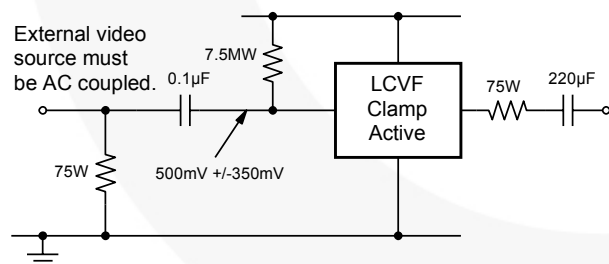 External video
source must
be AC coupled.
0.1µF
7.5MW
LCVF
Clamp
Active
75W
220µF
75W
500mV +/-350mV